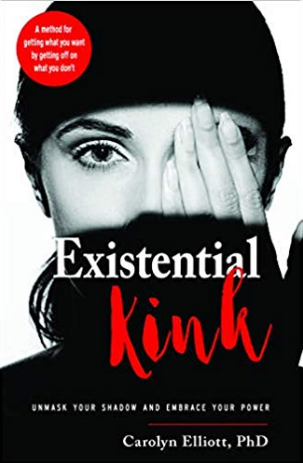 A method for
getting what you want
by getting off on
what you don't
Existential
Kink
UNMASK YOUR SHADOW AND EMBRACE YOUR POWER
Carolyn Elliott, PhD